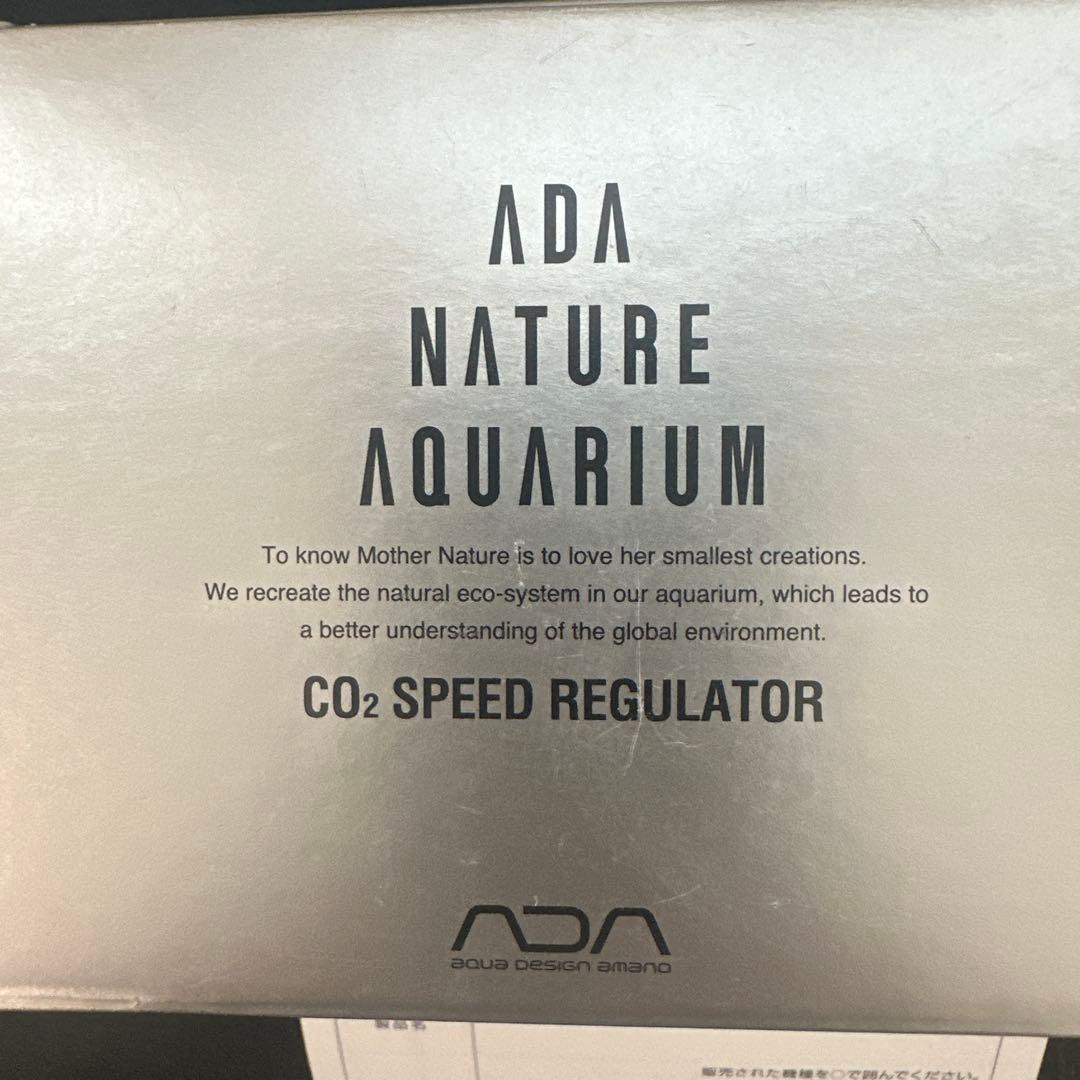 ADA
NATURE
AQUARIUM
To know Mother Nature is to love her smallest creations.
We recreate the natural eco-system in our aquarium, which leads to
a better understanding of the global environment.
CO₂ SPEED REGULATOR
ADA
aqua design amano
製品名
販売された機種を○で囲んでください。